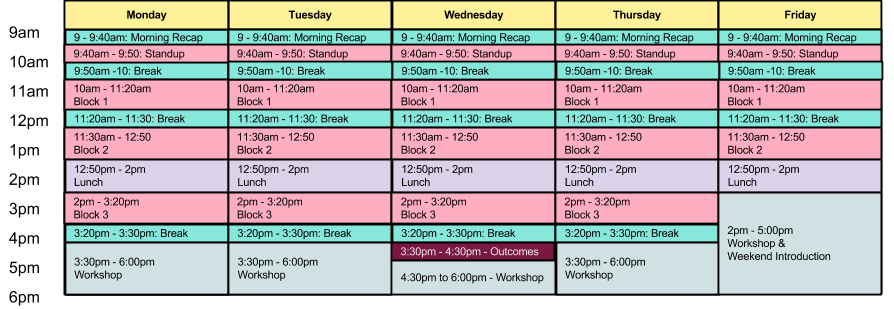 Monday Tuesday Wednesday Thursday Friday
9am
9 - 9:40am: Morning Recap 9 - 9:40am: Morning Recap 9 - 9:40am: Morning Recap 9 - 9:40am: Morning Recap 9 - 9:40am: Morning Recap
9:40am - 9:50: Standup 9:40am - 9:50: Standup 9:40am - 9:50: Standup 9:40am - 9:50: Standup 9:40am - 9:50: Standup
10am
9:50am -10: Break 9:50am -10: Break 9:50am -10: Break 9:50am -10: Break 9:50am -10: Break
11am
10am - 11:20am 10am - 11:20am 10am - 11:20am 10am - 11:20am 10am - 11:20am
Block 1 Block 1 Block 1 Block 1 Block 1
12pm
11:20am - 11:30: Break 11:20am - 11:30: Break 11:20am - 11:30: Break 11:20am - 11:30: Break 11:20am - 11:30: Break
11:30am - 12:50 11:30am - 12:50 11:30am - 12:50 11:30am - 12:50 11:30am - 12:50
1pm
Block 2 Block 2 Block 2 Block 2 Block 2
12:50pm - 2pm 12:50pm - 2pm 12:50pm - 2pm 12:50pm - 2pm 12:50pm - 2pm
2pm
Lunch Lunch Lunch Lunch Lunch
2pm - 3:20pm 2pm - 3:20pm 2pm - 3:20pm 2pm - 3:20pm
3pm
Block 3 Block 3 Block 3 Block 3
4pm
3:20pm - 3:30pm: Break 3:20pm - 3:30pm: Break 3:20pm - 3:30pm: Break 3:20pm - 3:30pm: Break
2pm - 5:00pm
Workshop &
Weekend Introduction
3:30pm - 4:30pm - Outcomes
5pm
3:30pm - 6:00pm 3:30pm - 6:00pm 3:30pm - 6:00pm
Workshop Workshop 4:30pm to 6:00pm - Workshop Workshop
6pm